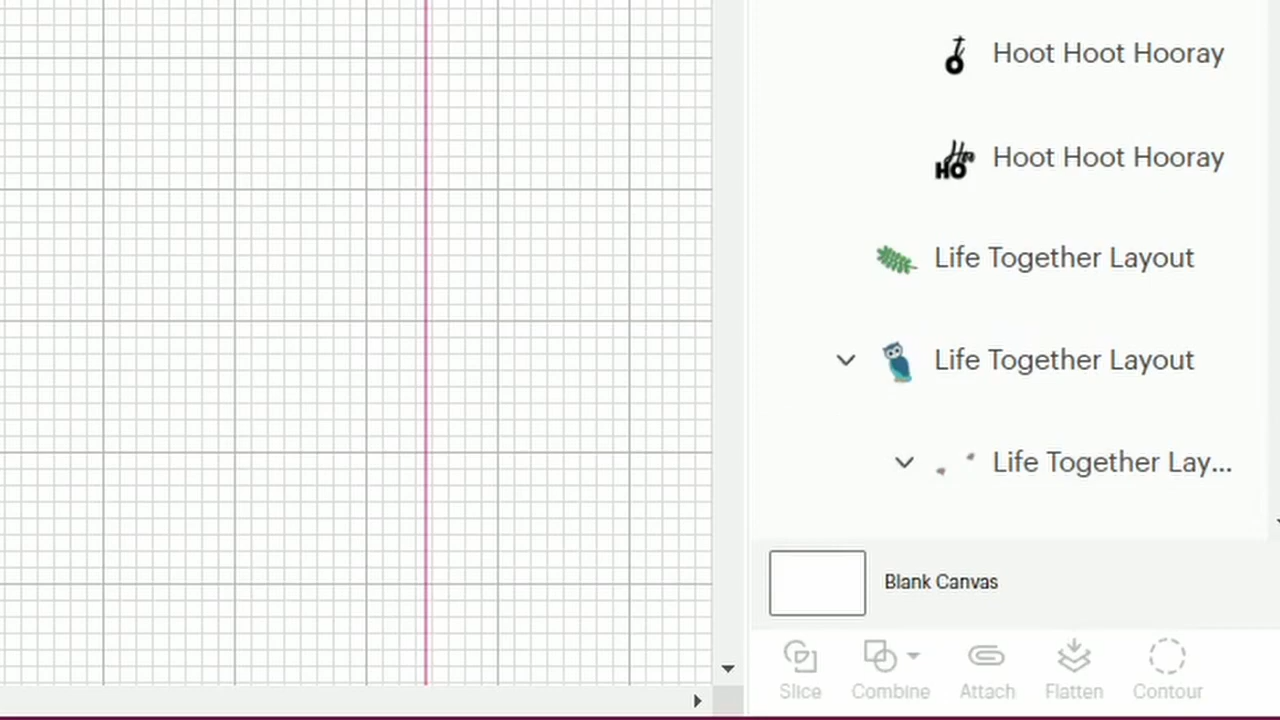 Hoot Hoot Hooray
Hoot Hoot Hooray
Life Together Layout
Life Together Layout
Life Together Lay...
Blank Canvas
Slice Combine Attach Flatten Contour